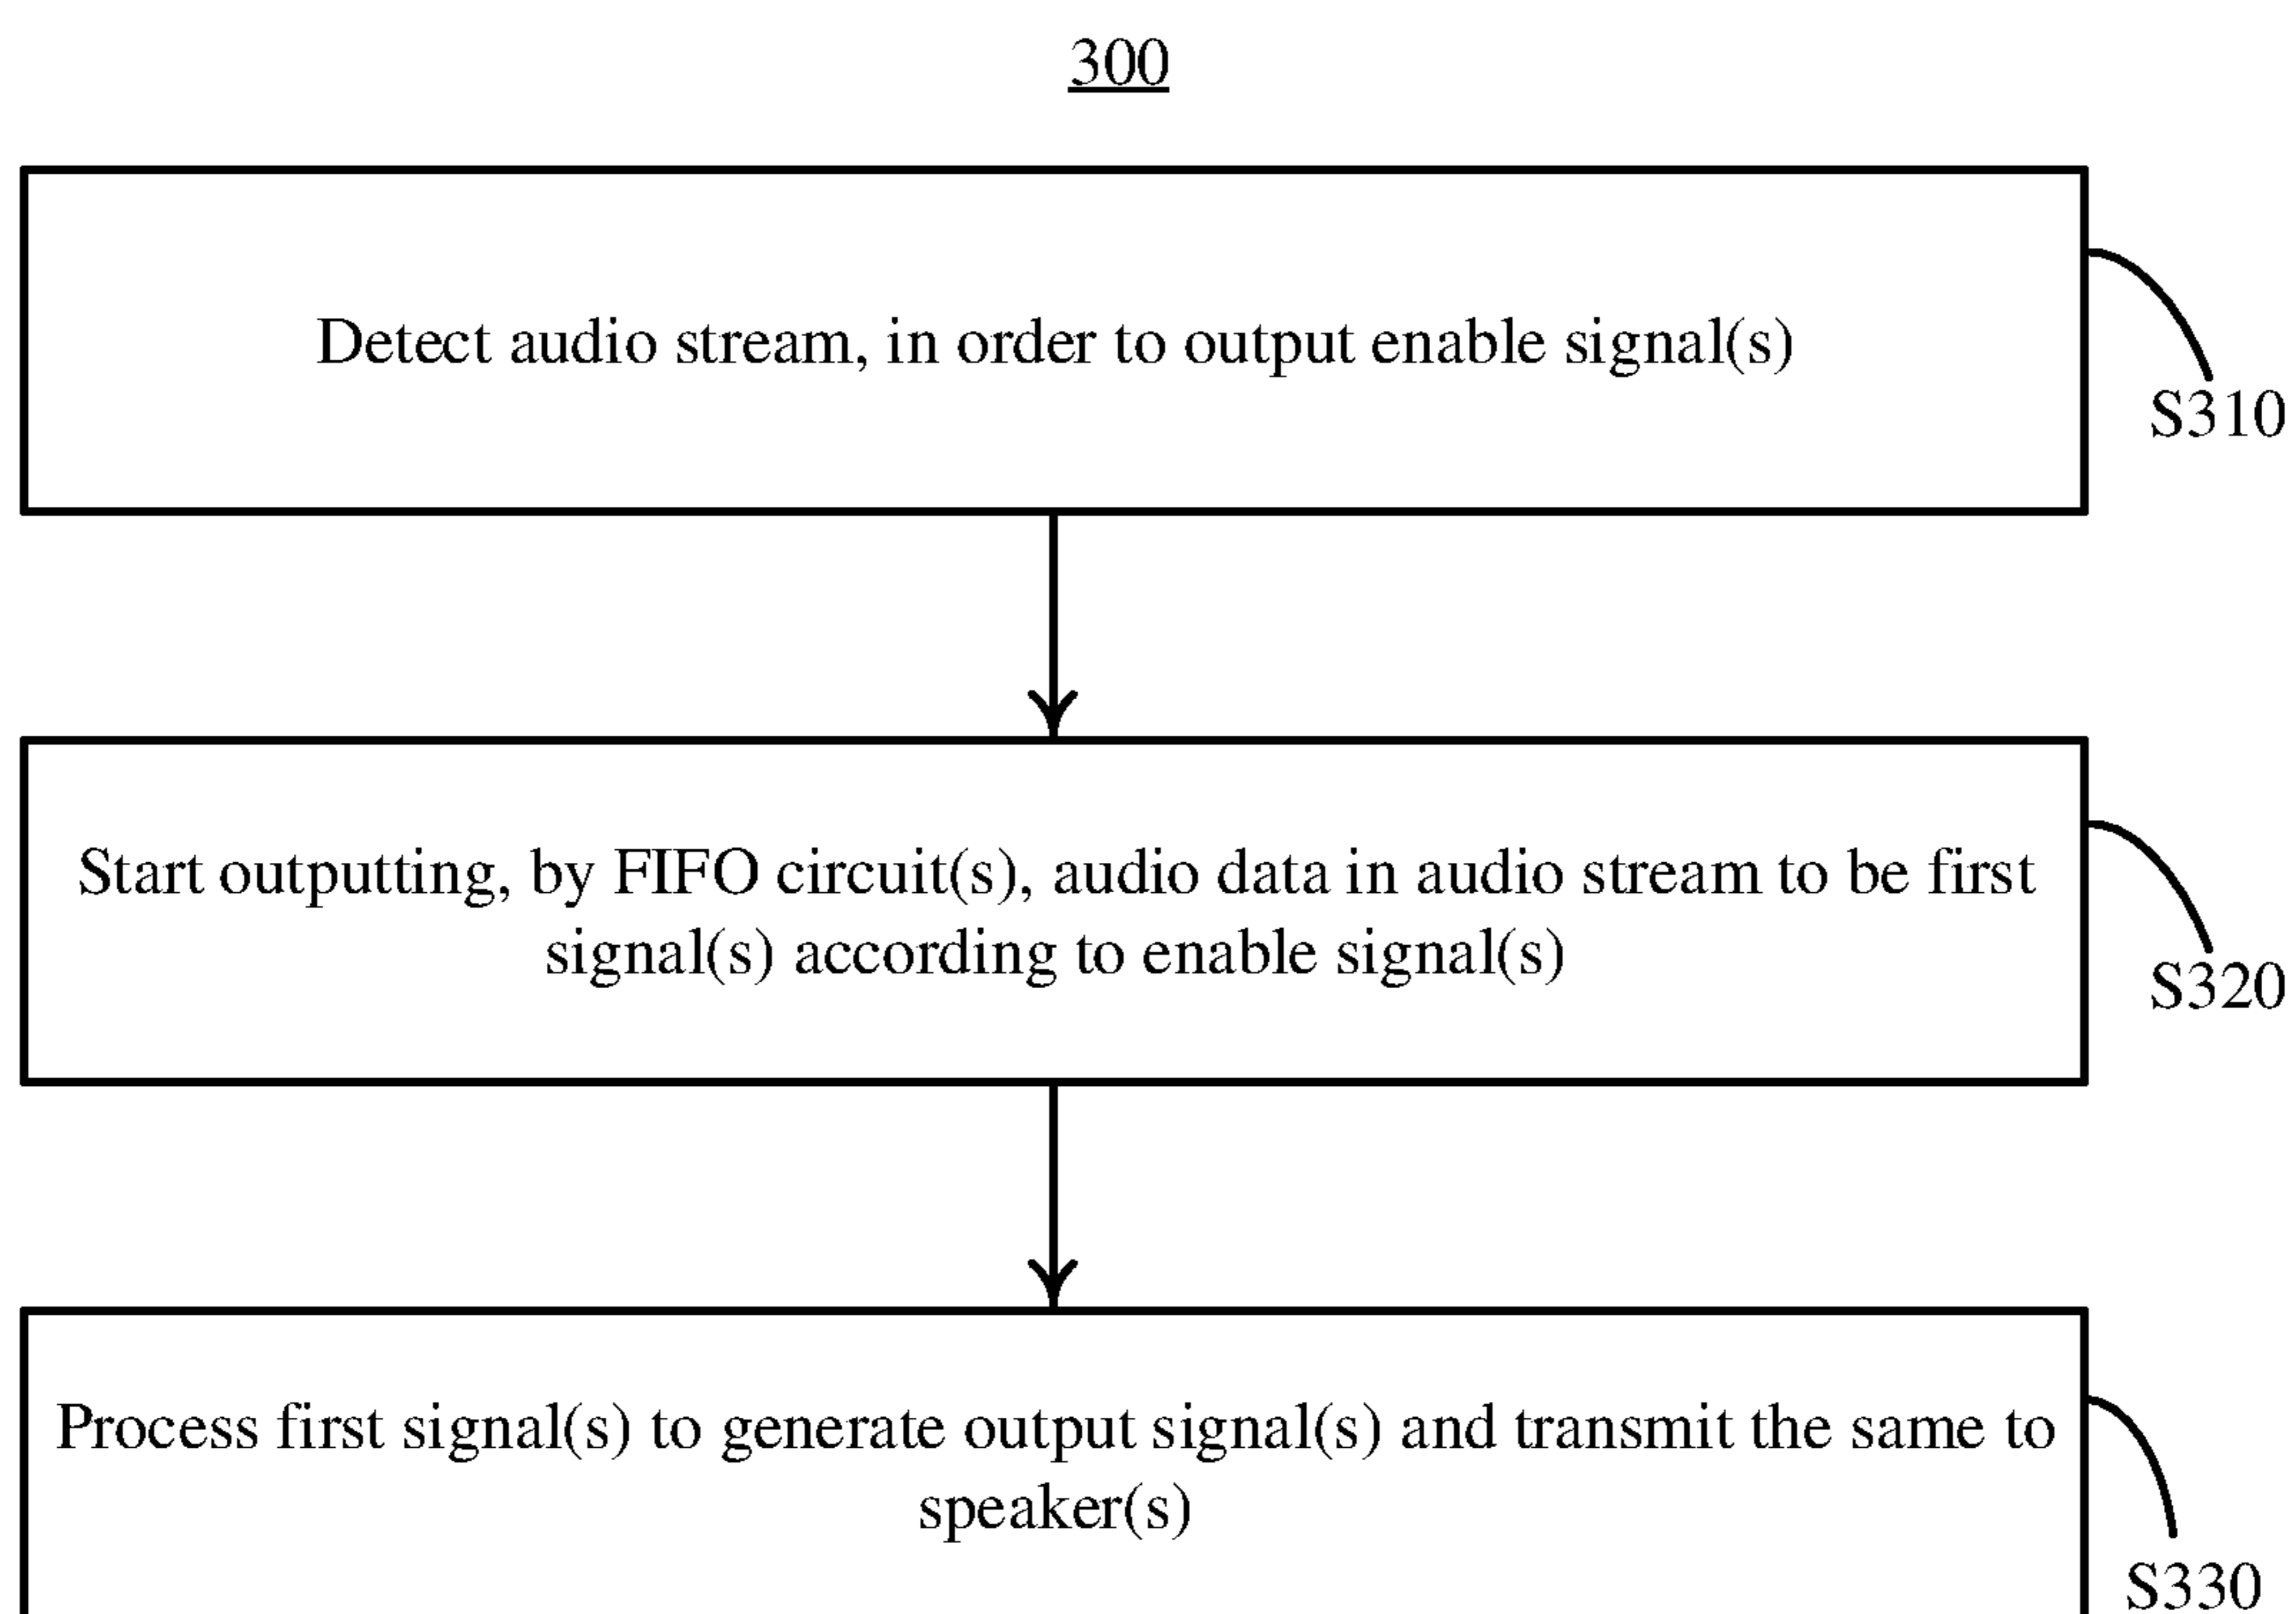 300
Detect audio stream, in order to output enable signal(s)
S310
Start outputting, by FIFO circuit(s), audio data in audio stream to be first
signal(s) according to enable signal(s)
S320
Process first signal(s) to generate output signal(s) and transmit the same to
speaker(s)
S330